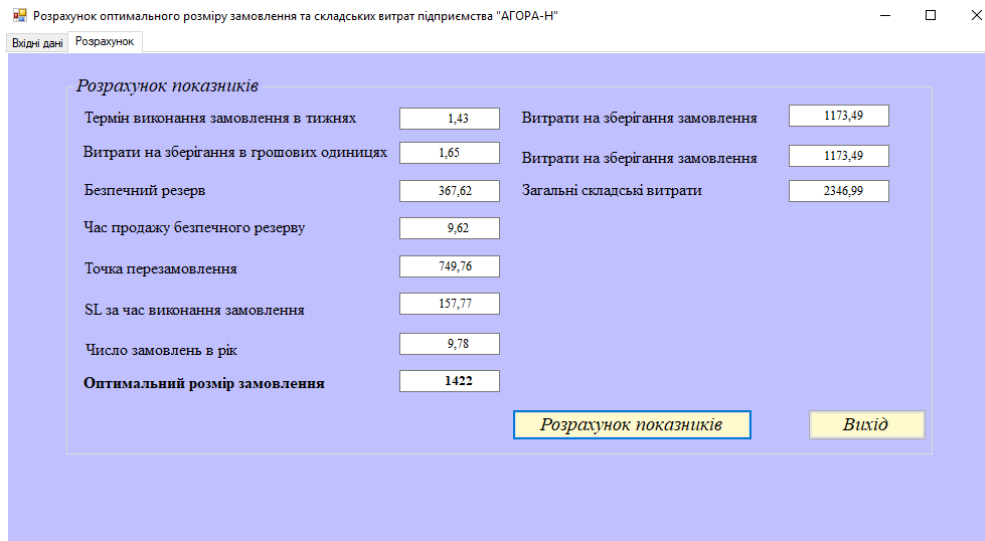 Розрахунок оптимального розміру замовлення та складських витрат підприємства "АГОРА-Н"
Вхідні дані Розрахунок
Розрахунок показників
Термін виконання замовлення в тижнях 1,43
Витрати на зберігання в грошових одиницях 1,65
Безпечний резерв 367,62
Час продажу безпечного резерву 9,62
Точка перезамовлення 749,76
SL за час виконання замовлення 157,77
Число замовлень в рік 9,78
Оптимальний розмір замовлення 1422
Витрати на зберігання замовлення 1173,49
Витрати на зберігання замовлення 1173,49
Загальні складські витрати 2346,99
Розрахунок показників Вихід